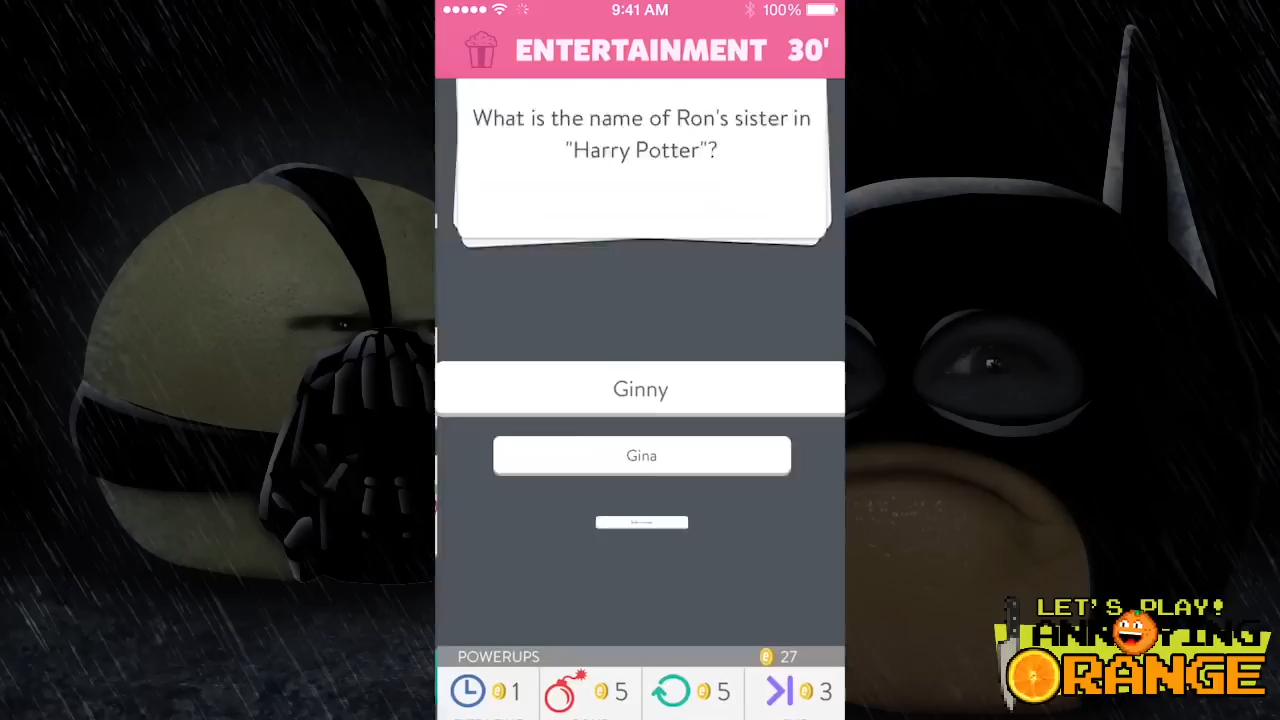 9:41 AM
100%
ENTERTAINMENT 30'
What is the name of Ron's sister in
"Harry Potter"?
Ginny
Gina
POWERUPS
27
1
5
5
3
LET'S PLAY!
ANNOYING
ORANGE